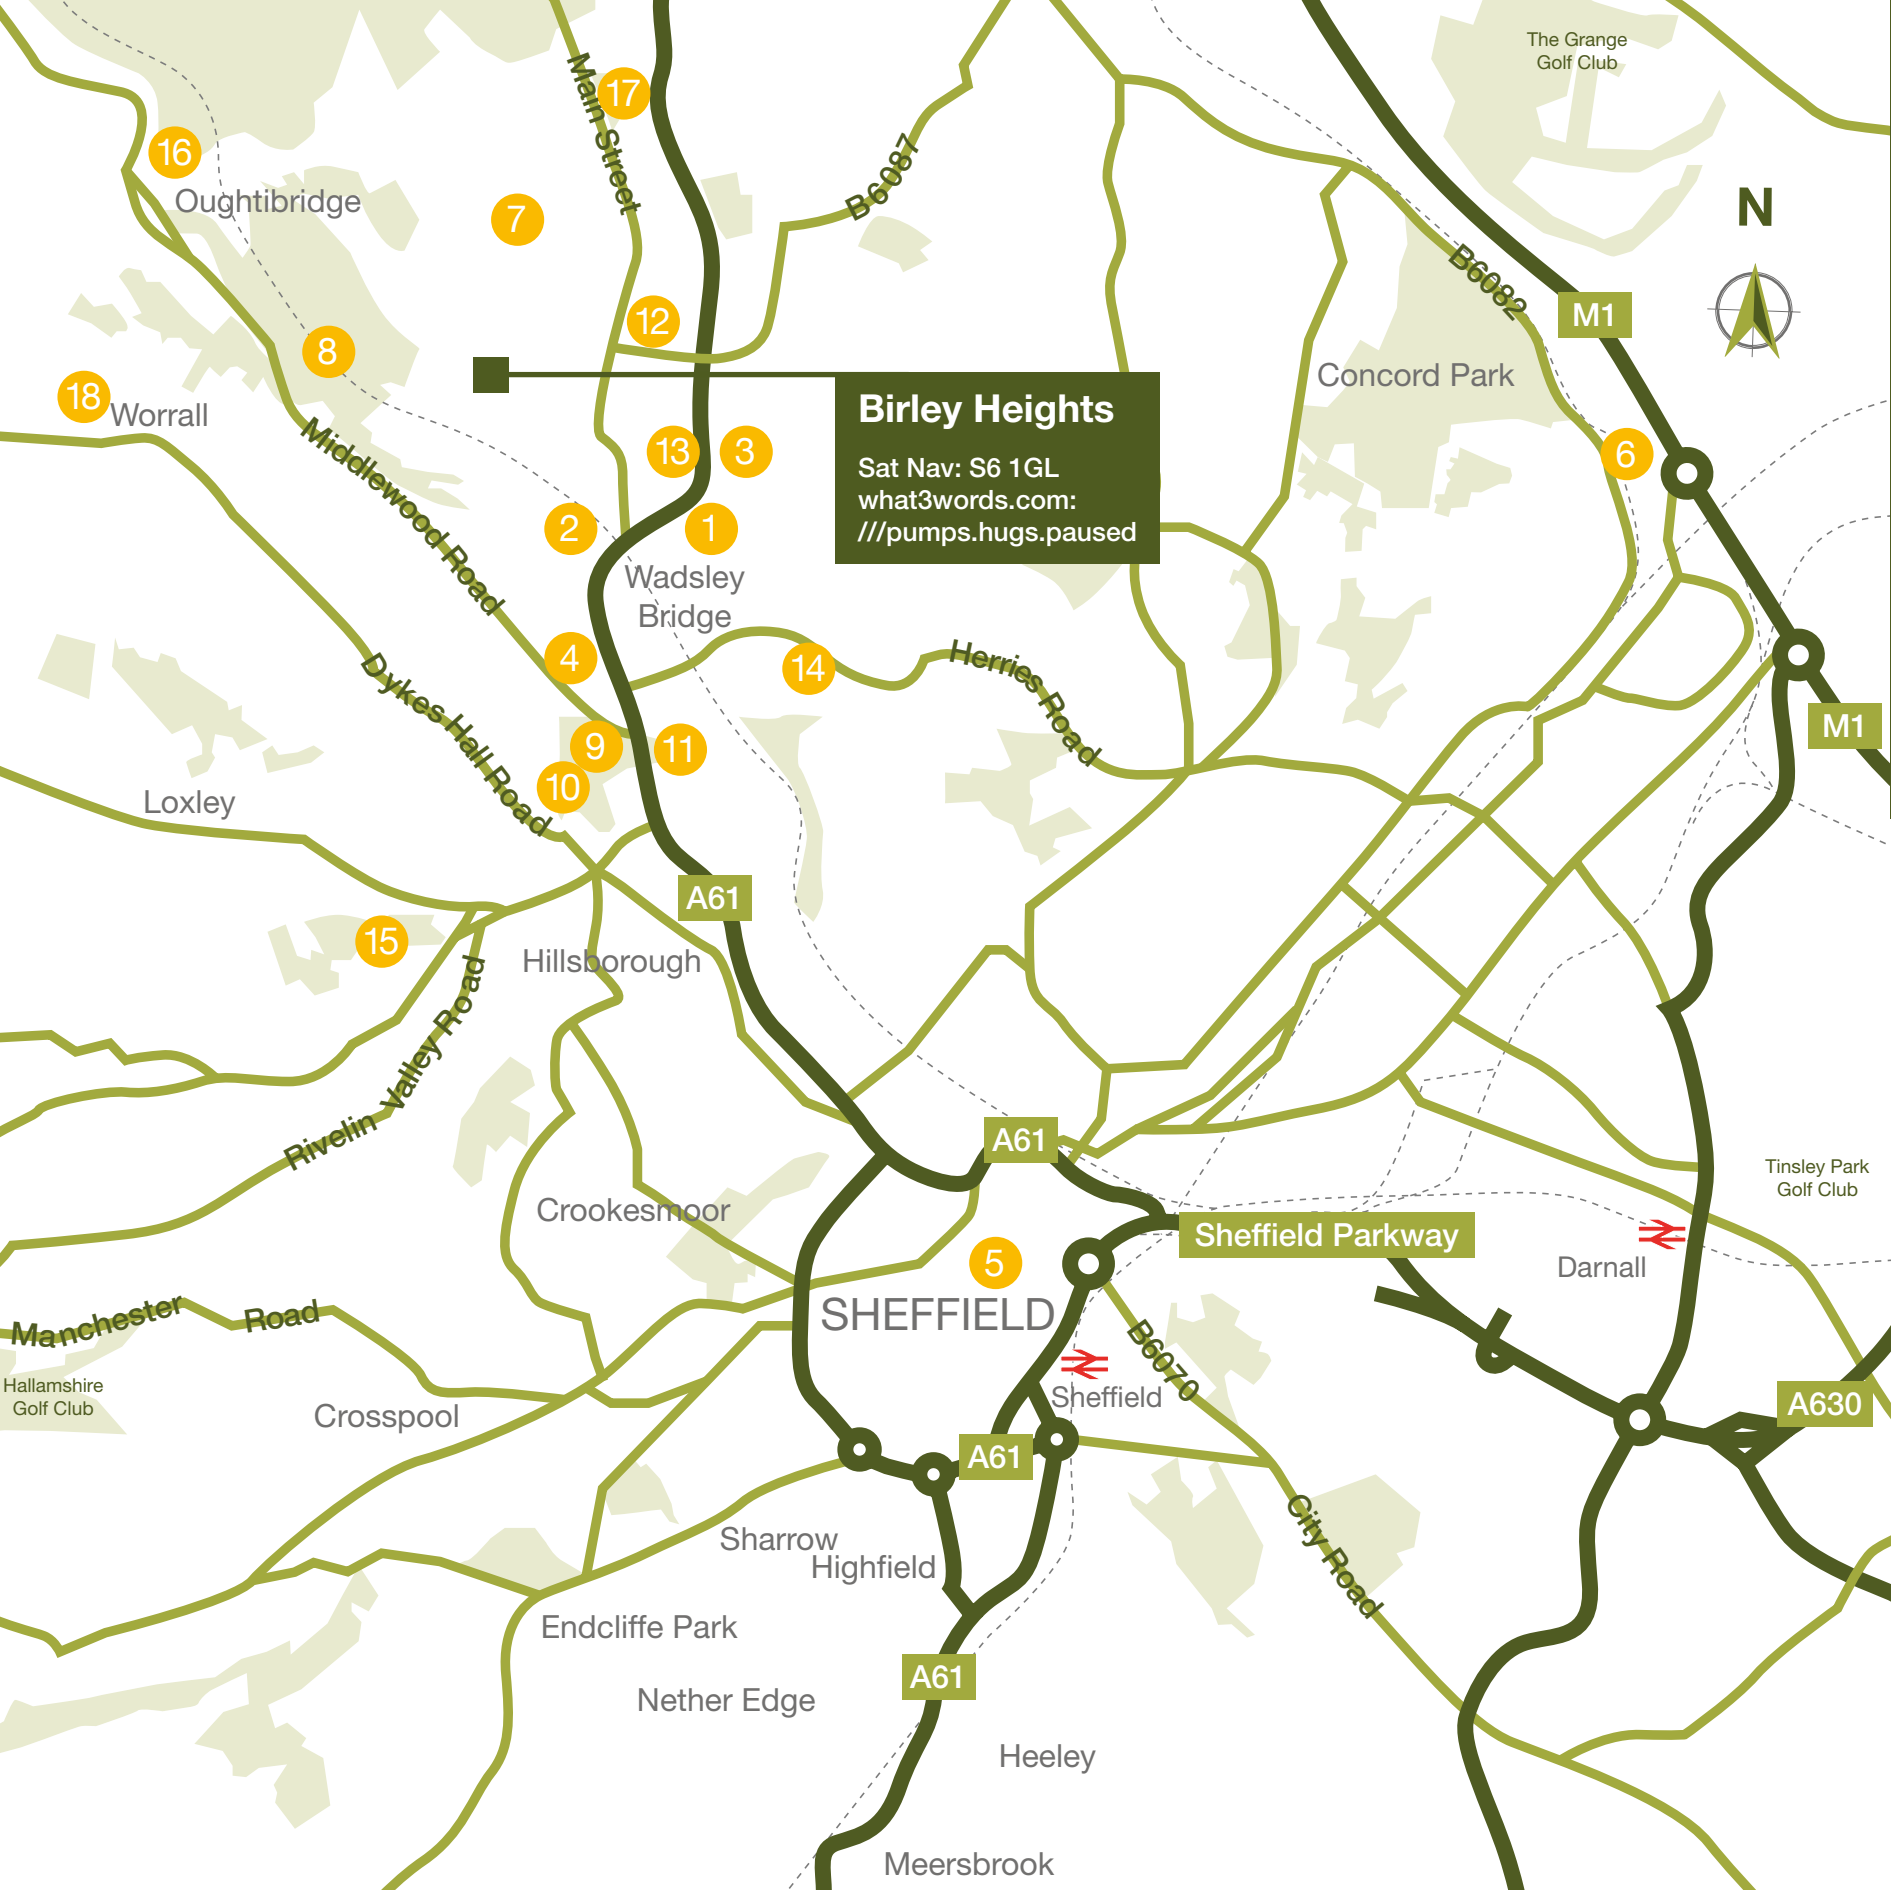 The Grange
Golf Club
Main Street
17
16
Oughtibridge
7
B6087
N
B6082
M1
12
8
Concord Park
18
Worrall
Birley Heights
Sat Nav: S6 1GL
what3words.com:
///pumps.hugs.paused
13
3
6
Middlewood Road
2
1
Wadsley
Bridge
4
14
Herries Road
Dykes Hall Road
M1
9
11
10
Loxley
A61
15
Hillsborough
Rivelin Valley Road
A61
Tinsley Park
Golf Club
Crookesmoor
Sheffield Parkway
5
Darnall
Manchester Road
SHEFFIELD
B6070
Sheffield
Hallamshire
Golf Club
A630
Crosspool
A61
City Road
Sharrow
Highfield
Endcliffe Park
A61
Nether Edge
Heeley
Meersbrook